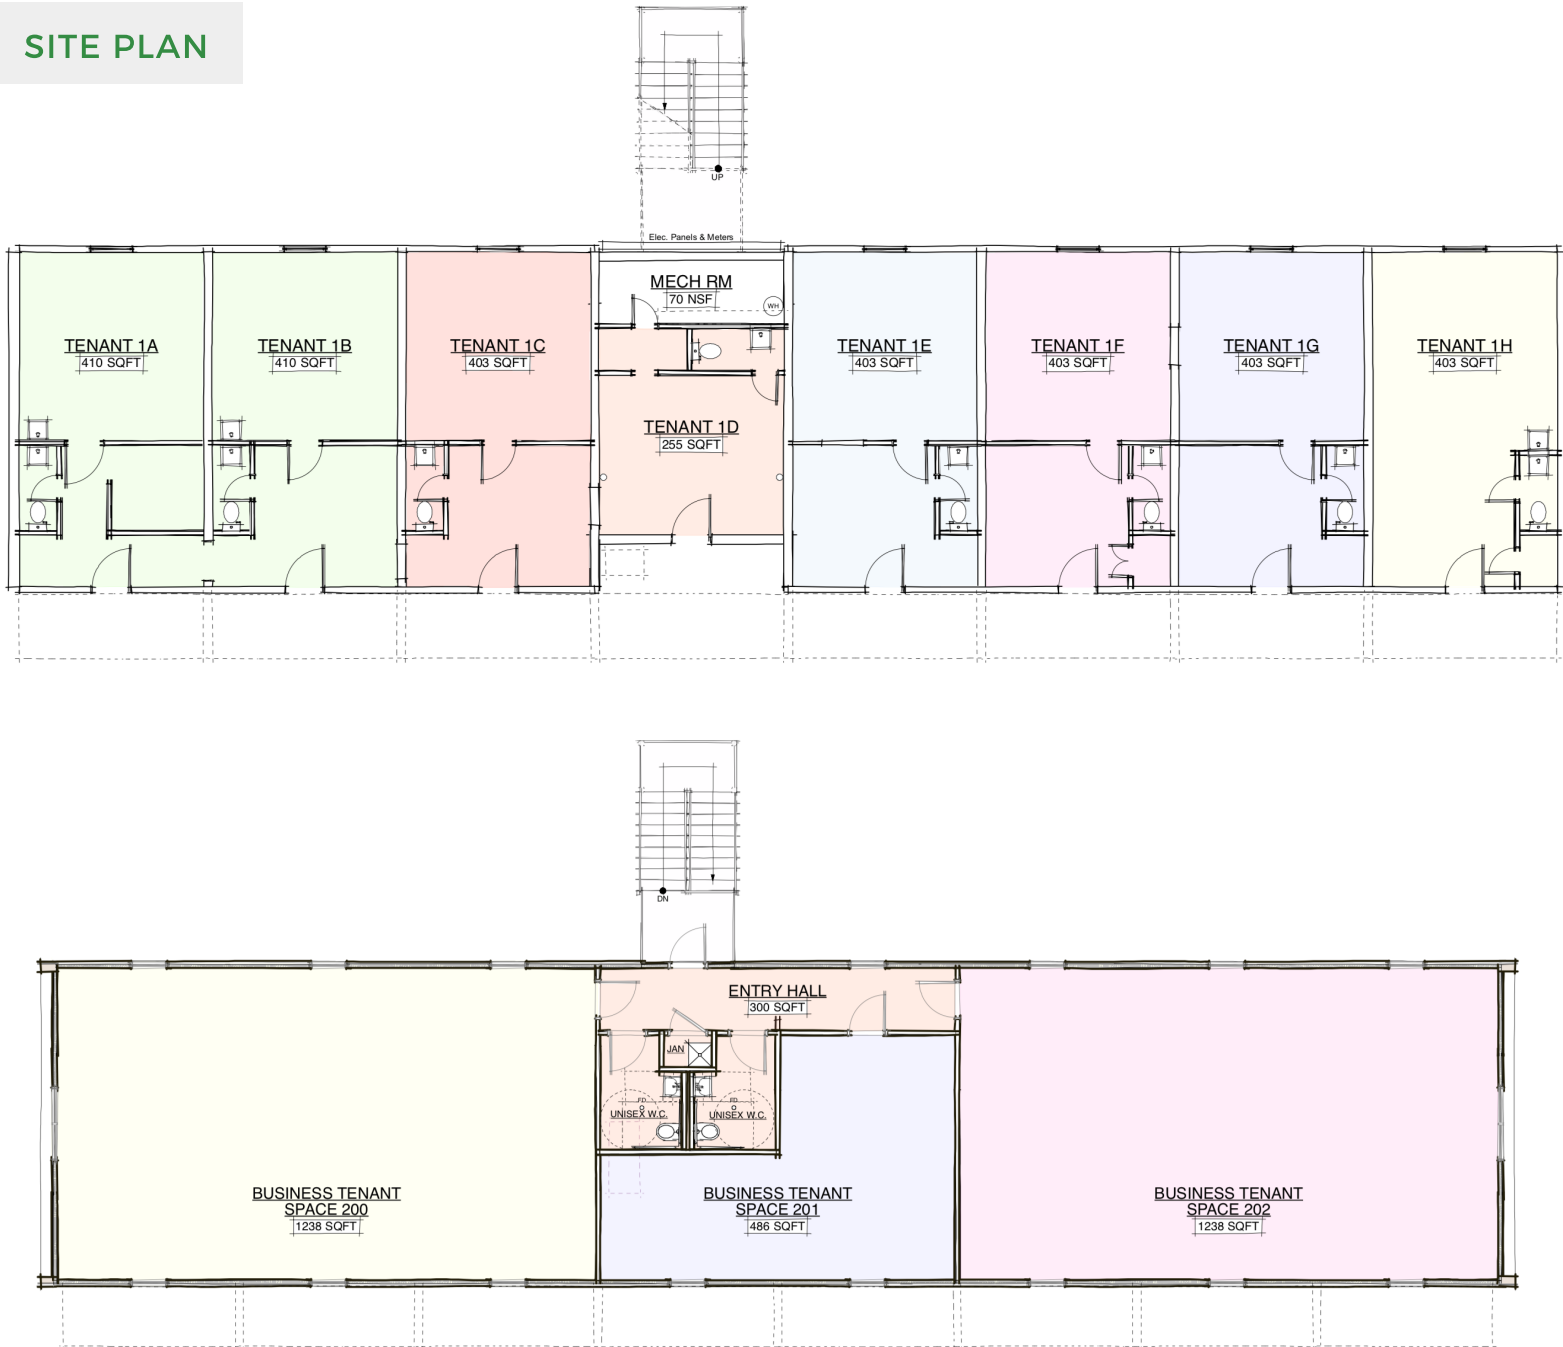 SITE PLAN
UP
Elec. Panels & Meters
MECH RM
70 NSF
WH
TENANT 1A
410 SQFT
TENANT 1B
410 SQFT
TENANT 1C
403 SQFT
TENANT 1D
255 SQFT
TENANT 1E
403 SQFT
TENANT 1F
403 SQFT
TENANT 1G
403 SQFT
TENANT 1H
403 SQFT
DN
ENTRY HALL
300 SQFT
JAN
FD
FD
UNISEX W.C.
UNISEX W.C.
BUSINESS TENANT
SPACE 200
1238 SQFT
BUSINESS TENANT
SPACE 201
486 SQFT
BUSINESS TENANT
SPACE 202
1238 SQFT